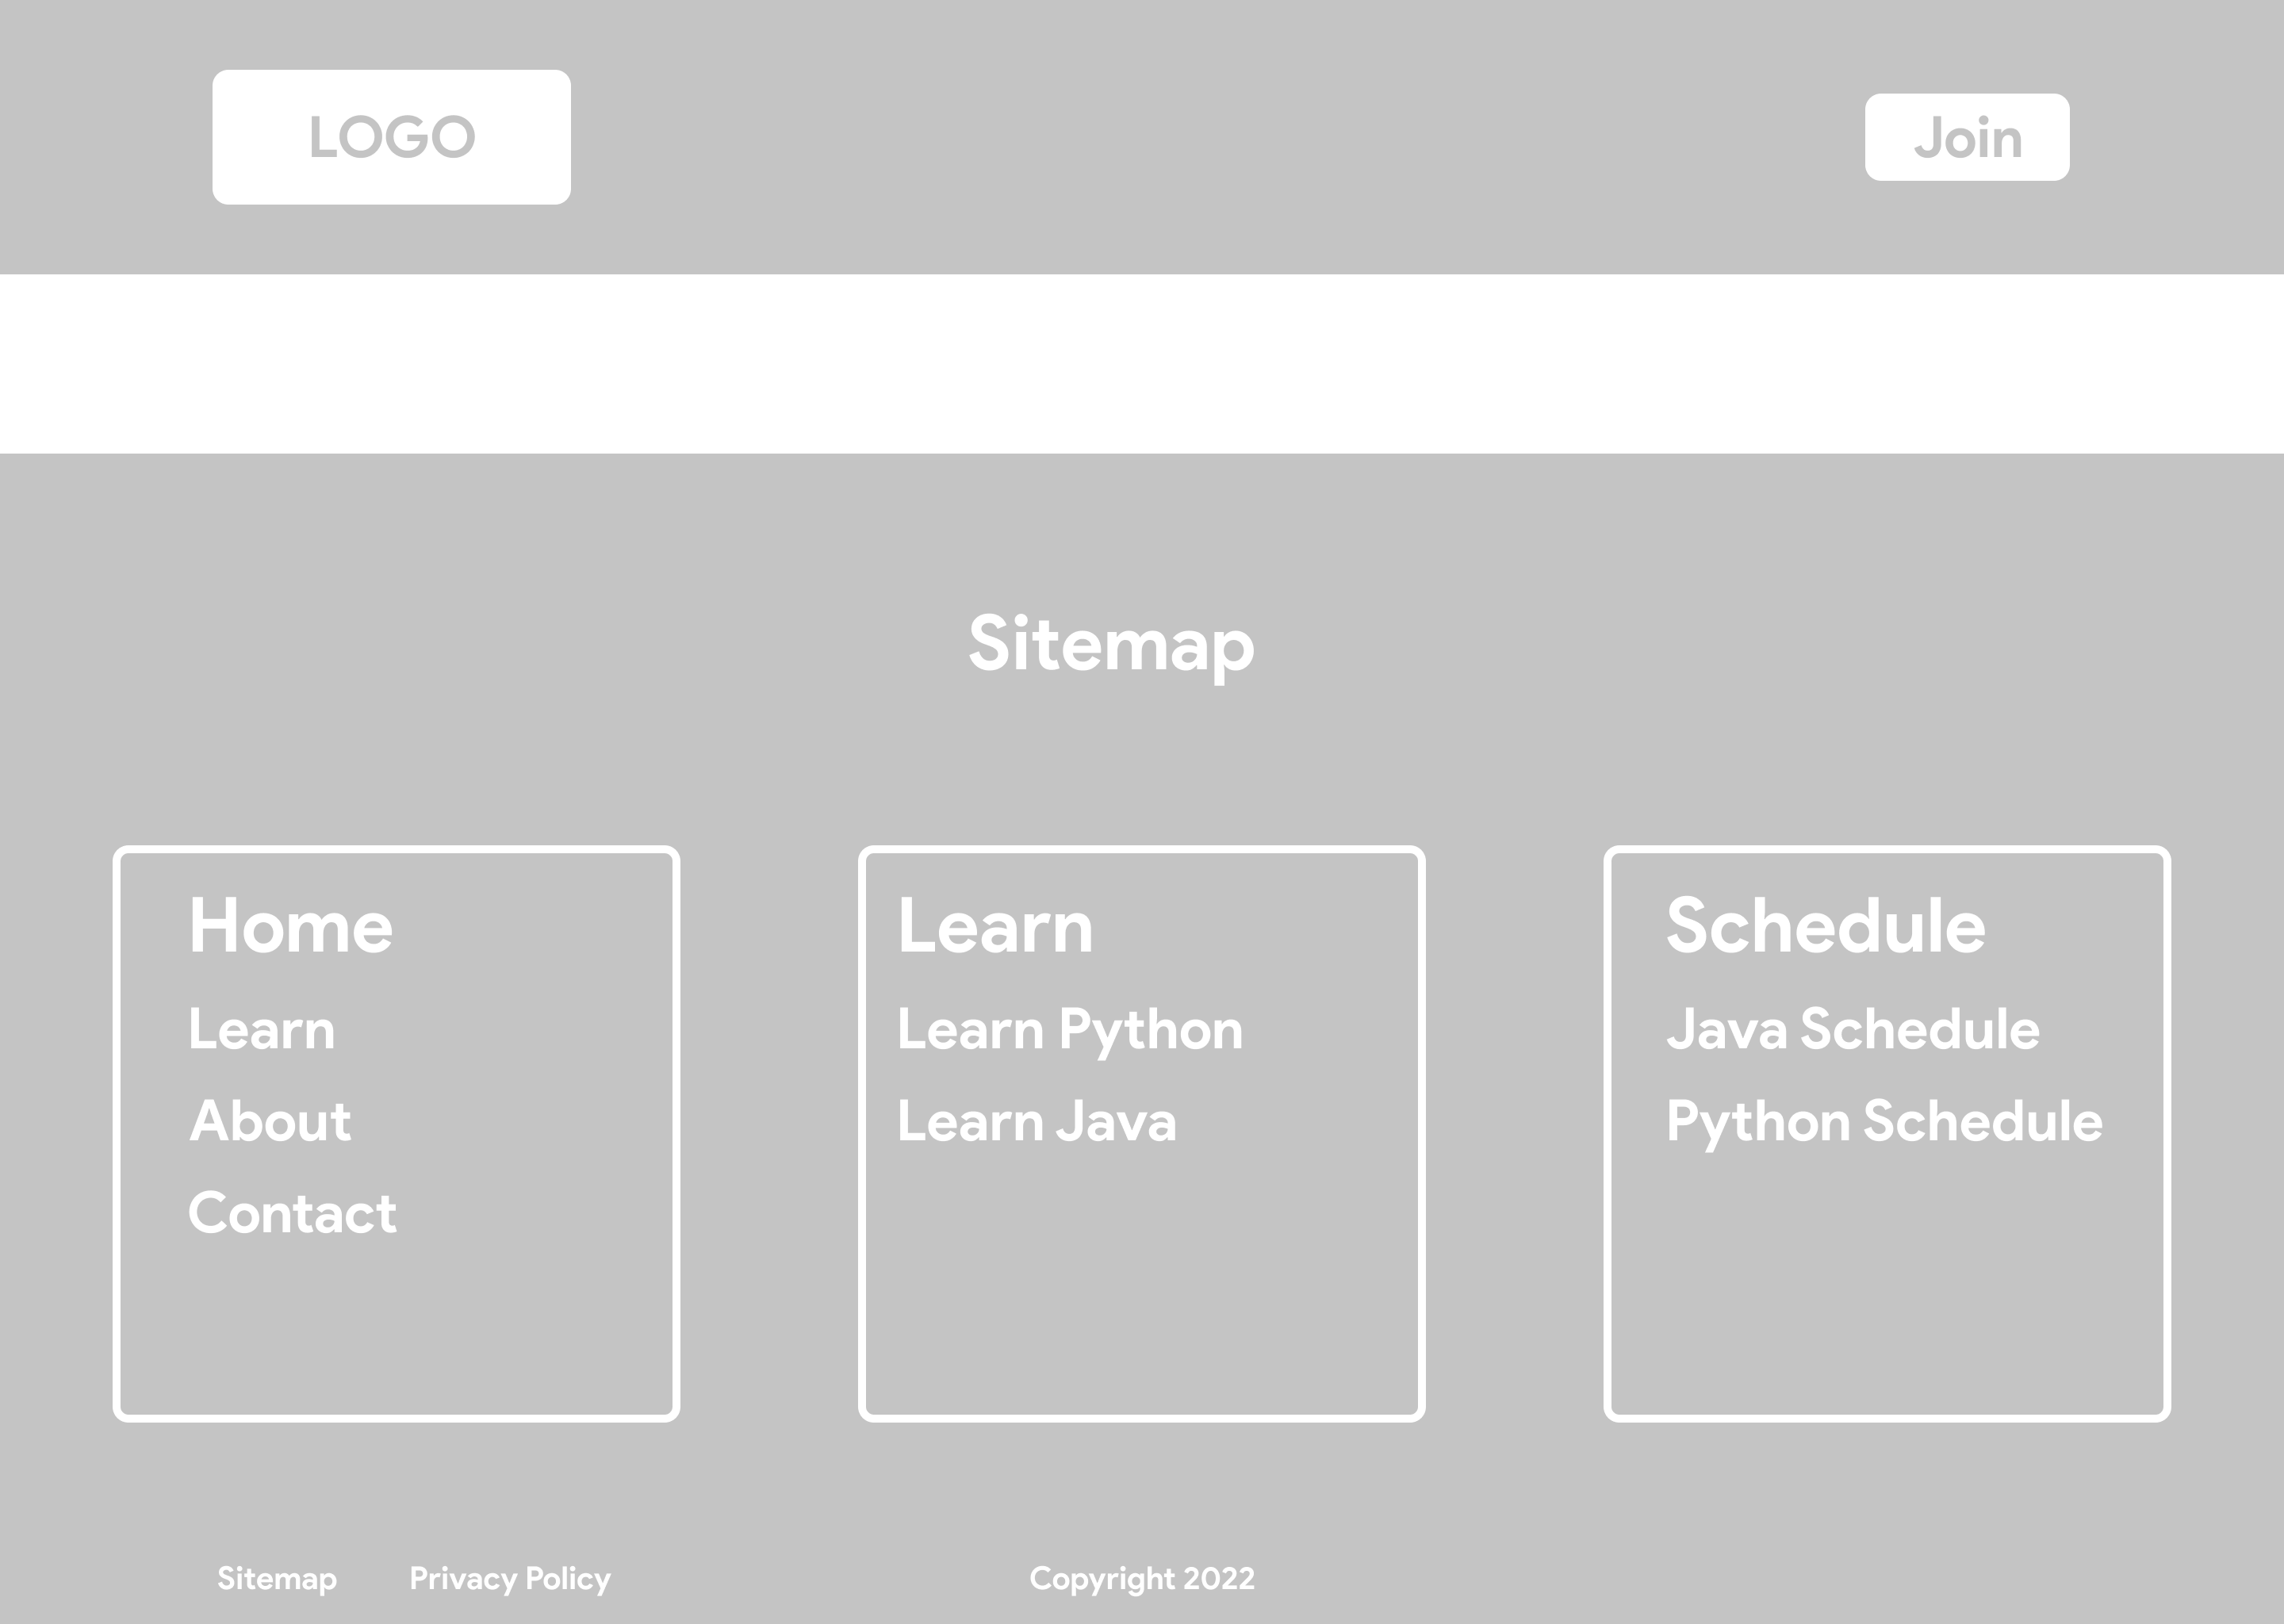 LOGO
Join
Sitemap
Home
Learn
About
Contact
Learn
Learn Python
Learn Java
Schedule
Java Schedule
Python Schedule
Sitemap
Privacy Policy
Copyright 2022